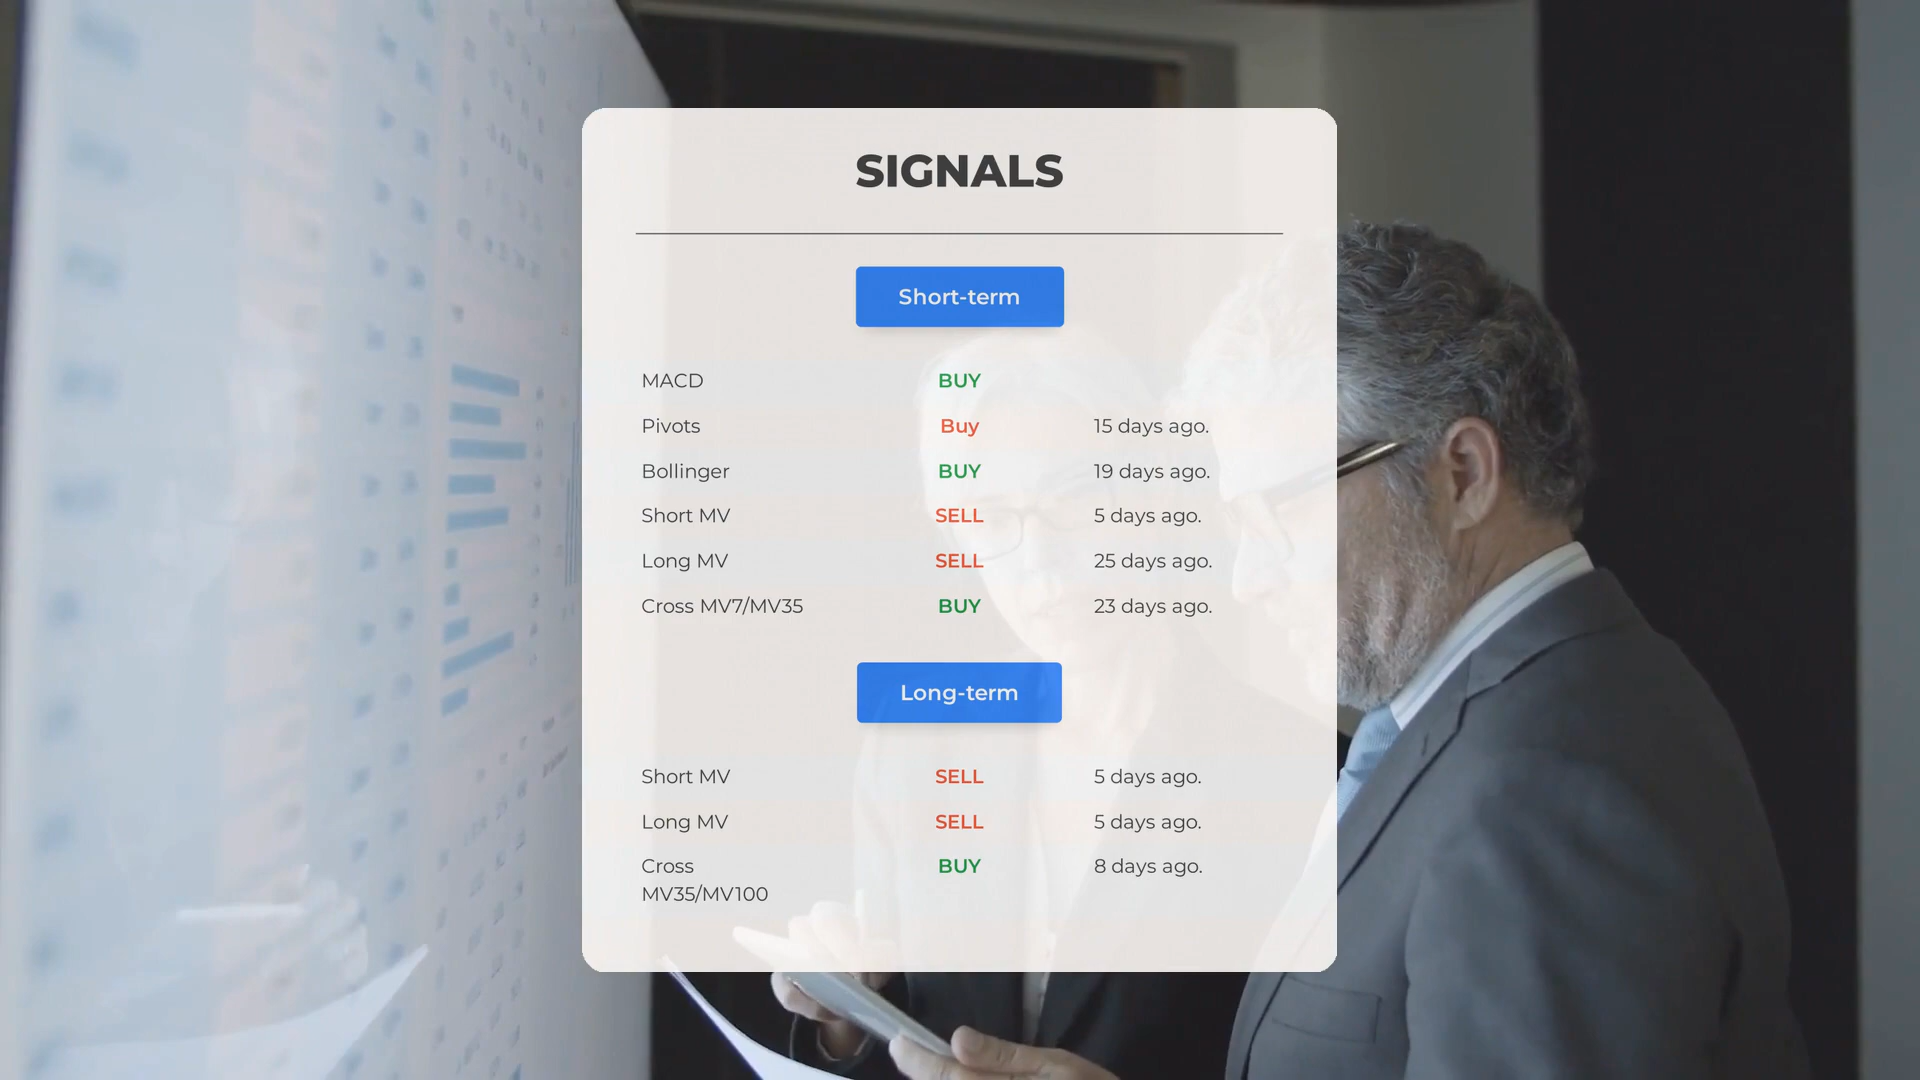 SIGNALS
Short-term
MACD BUY
Pivots Buy 15 days ago.
Bollinger BUY 19 days ago.
Short MV SELL 5 days ago.
Long MV SELL 25 days ago.
Cross MV7/MV35 BUY 23 days ago.
Long-term
Short MV SELL 5 days ago.
Long MV SELL 5 days ago.
Cross BUY 8 days ago.
MV35/MV100